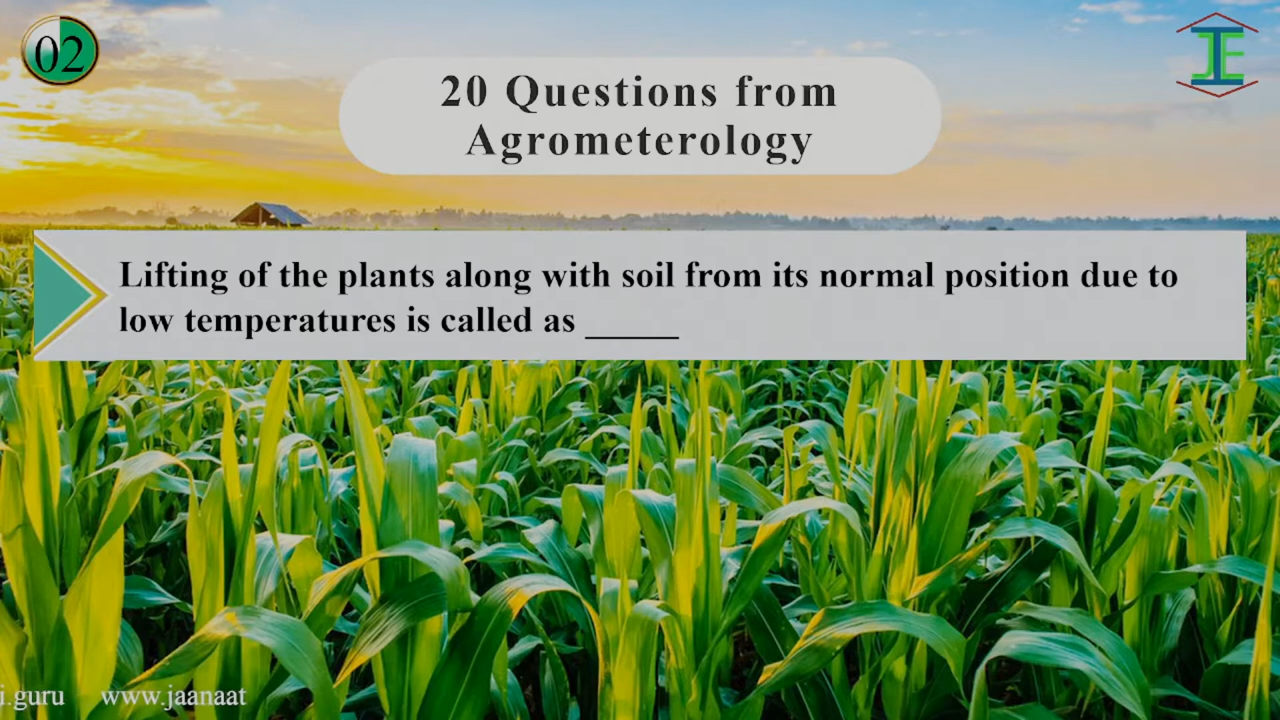 02
20 Questions from
Agrometerology
Lifting of the plants along with soil from its normal position due to
low temperatures is called as _____
i.guru www.jaanaat